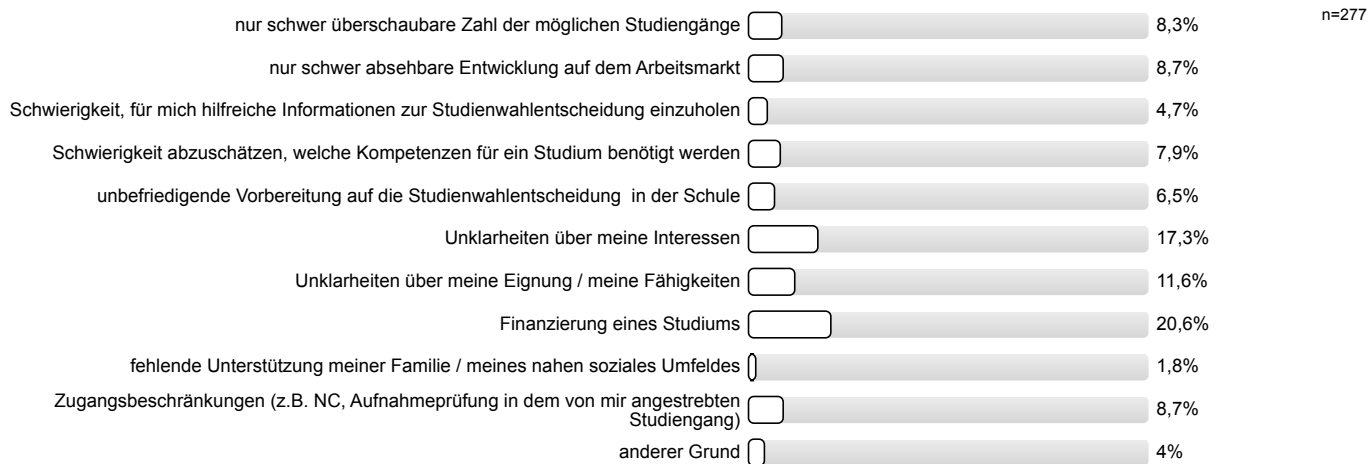 nur schwer überschaubare Zahl der möglichen Studiengänge 8,3% n=277
nur schwer absehbare Entwicklung auf dem Arbeitsmarkt 8,7%
Schwierigkeit, für mich hilfreiche Informationen zur Studienwahlentscheidung einzuholen 4,7%
Schwierigkeit abzuschätzen, welche Kompetenzen für ein Studium benötigt werden 7,9%
unbefriedigende Vorbereitung auf die Studienwahlentscheidung in der Schule 6,5%
Unklarheiten über meine Interessen 17,3%
Unklarheiten über meine Eignung / meine Fähigkeiten 11,6%
Finanzierung eines Studiums 20,6%
fehlende Unterstützung meiner Familie / meines nahen soziales Umfeldes 1,8%
Zugangsbeschränkungen (z.B. NC, Aufnahmeprüfung in dem von mir angestrebten
Studiengang) 8,7%
anderer Grund 4%